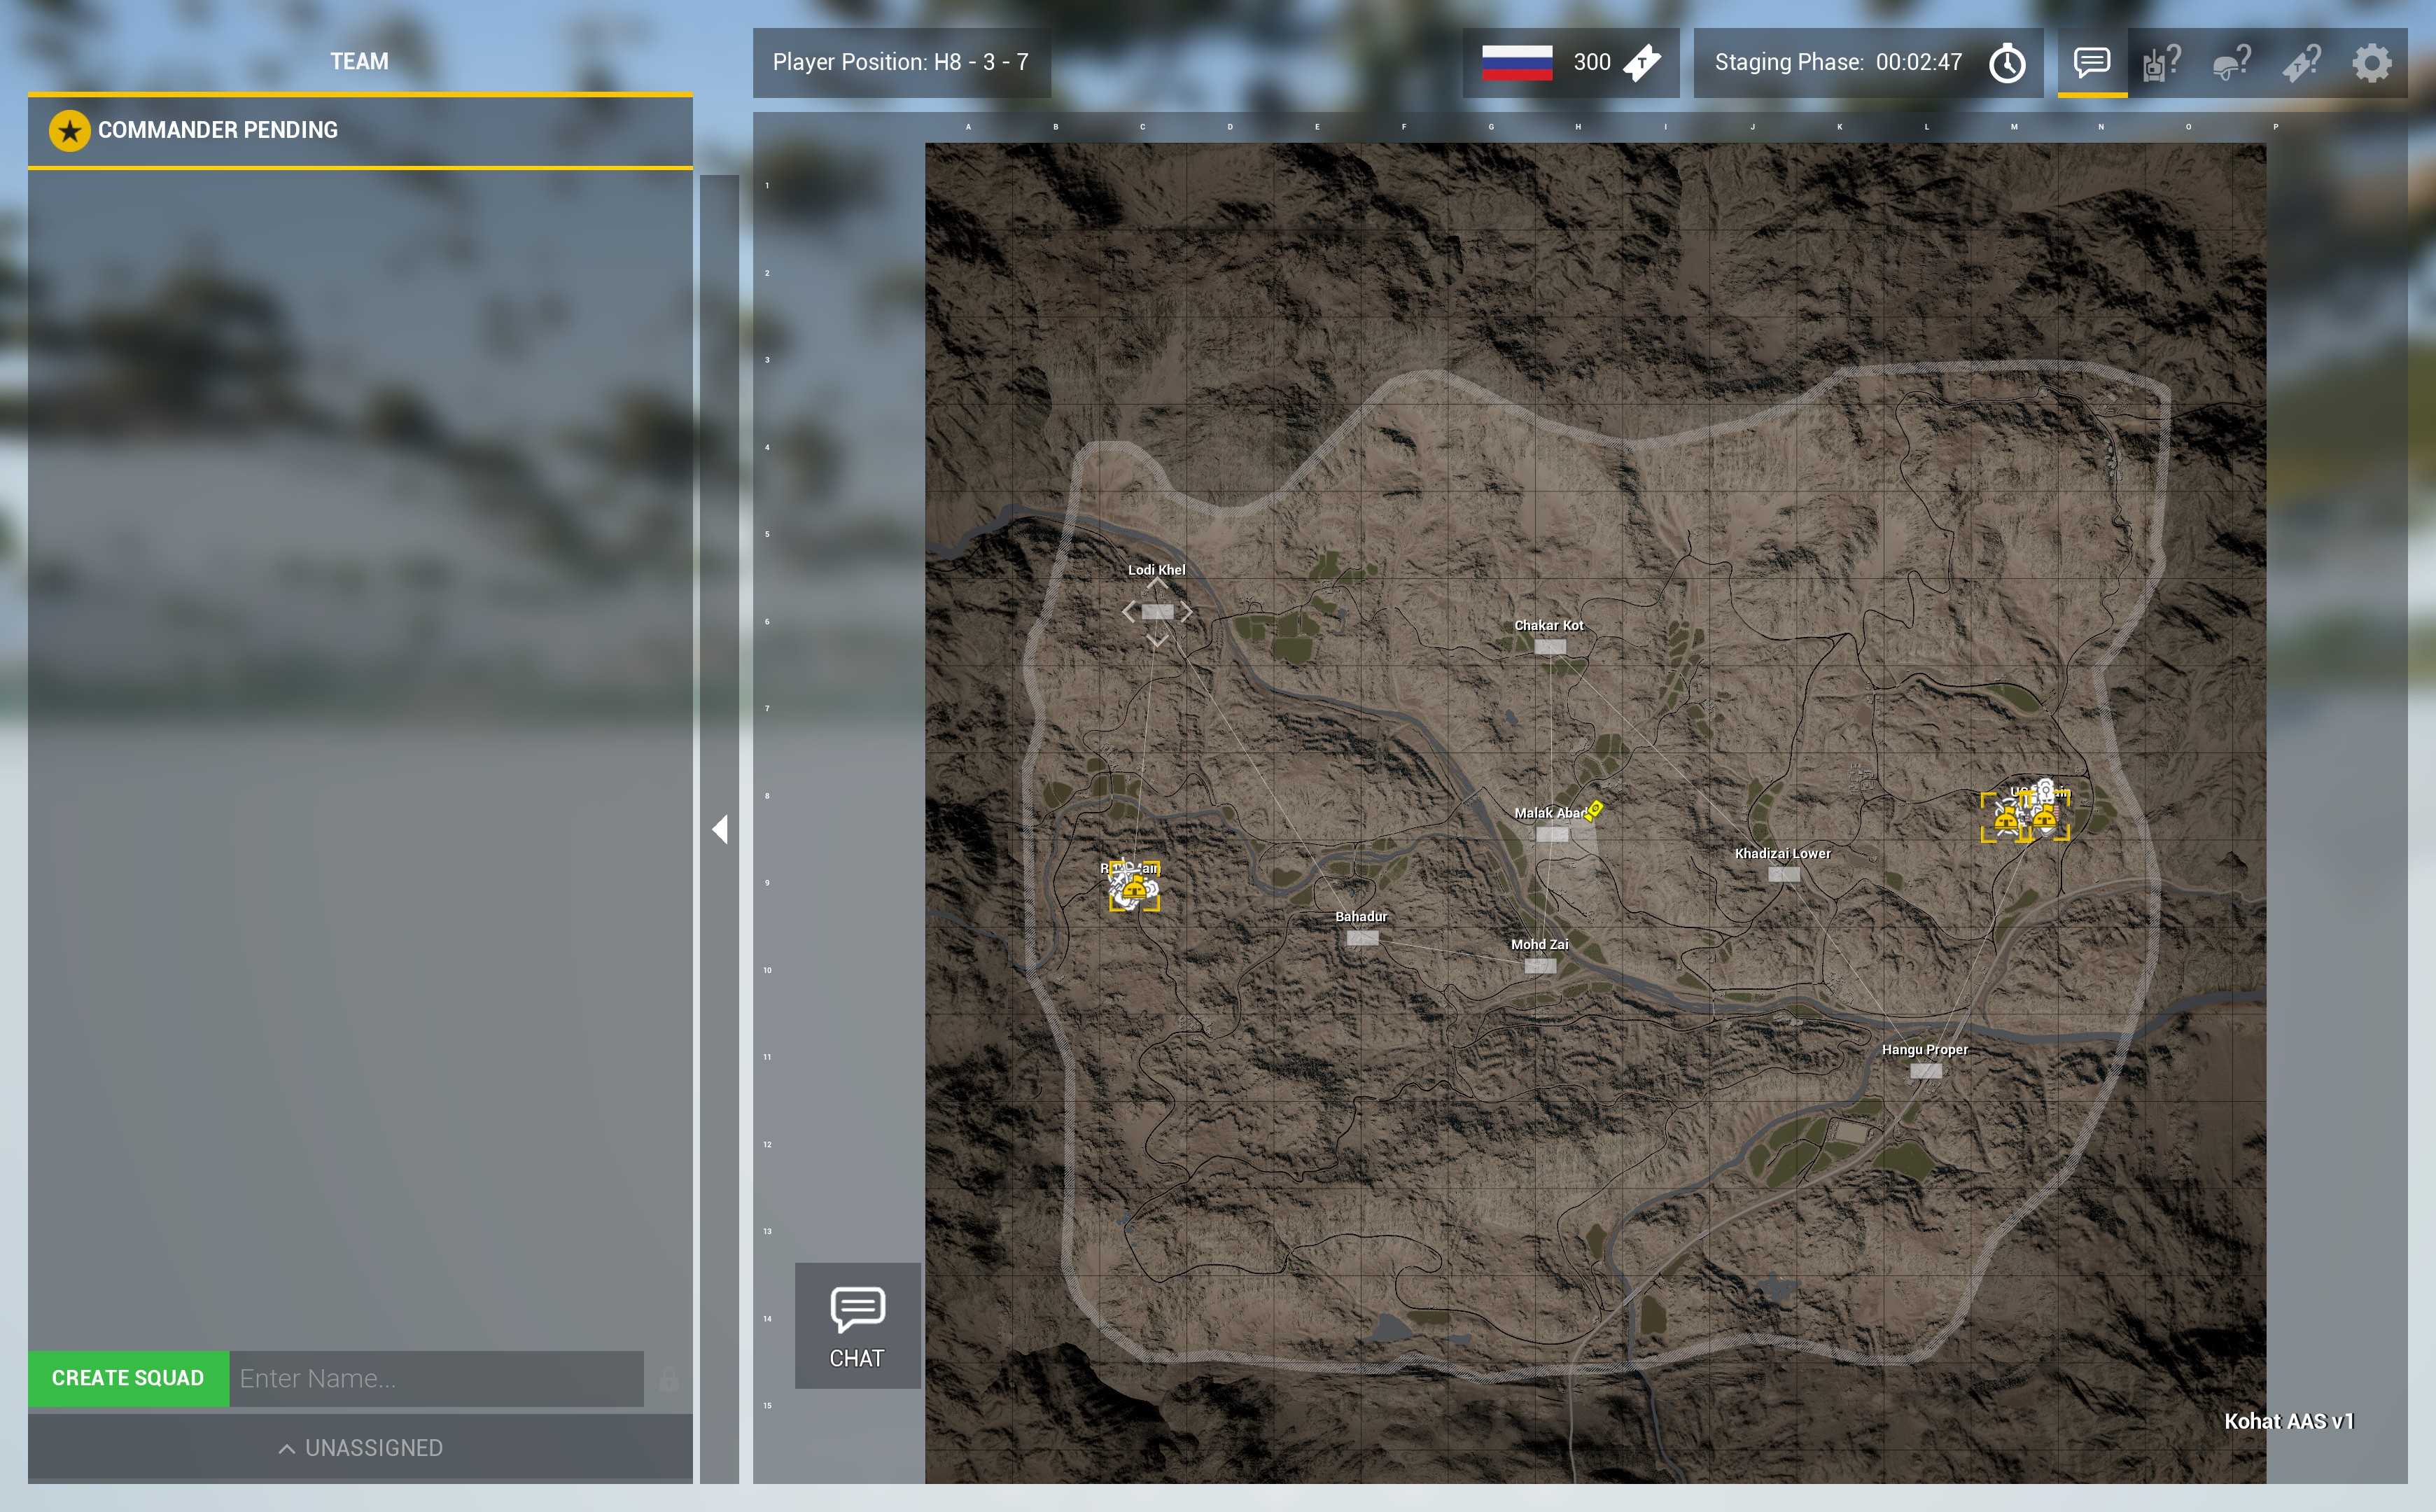 TEAM
COMMANDER PENDING
CREATE SQUAD
Enter Name...
UNASSIGNED
Player Position: H8 - 3 - 7
300
T
Staging Phase: 00:02:47
?
?
T ?
A B C D E F G H I J K L M N O P
1
2
3
4
5
6
7
8
9
10
11
12
13
14
15
Lodi Khel
Chakar Kot
Malak Abad
Khadizai Lower
Bahadur
Mohd Zai
Hangu Proper
CHAT
Kohat AAS v1